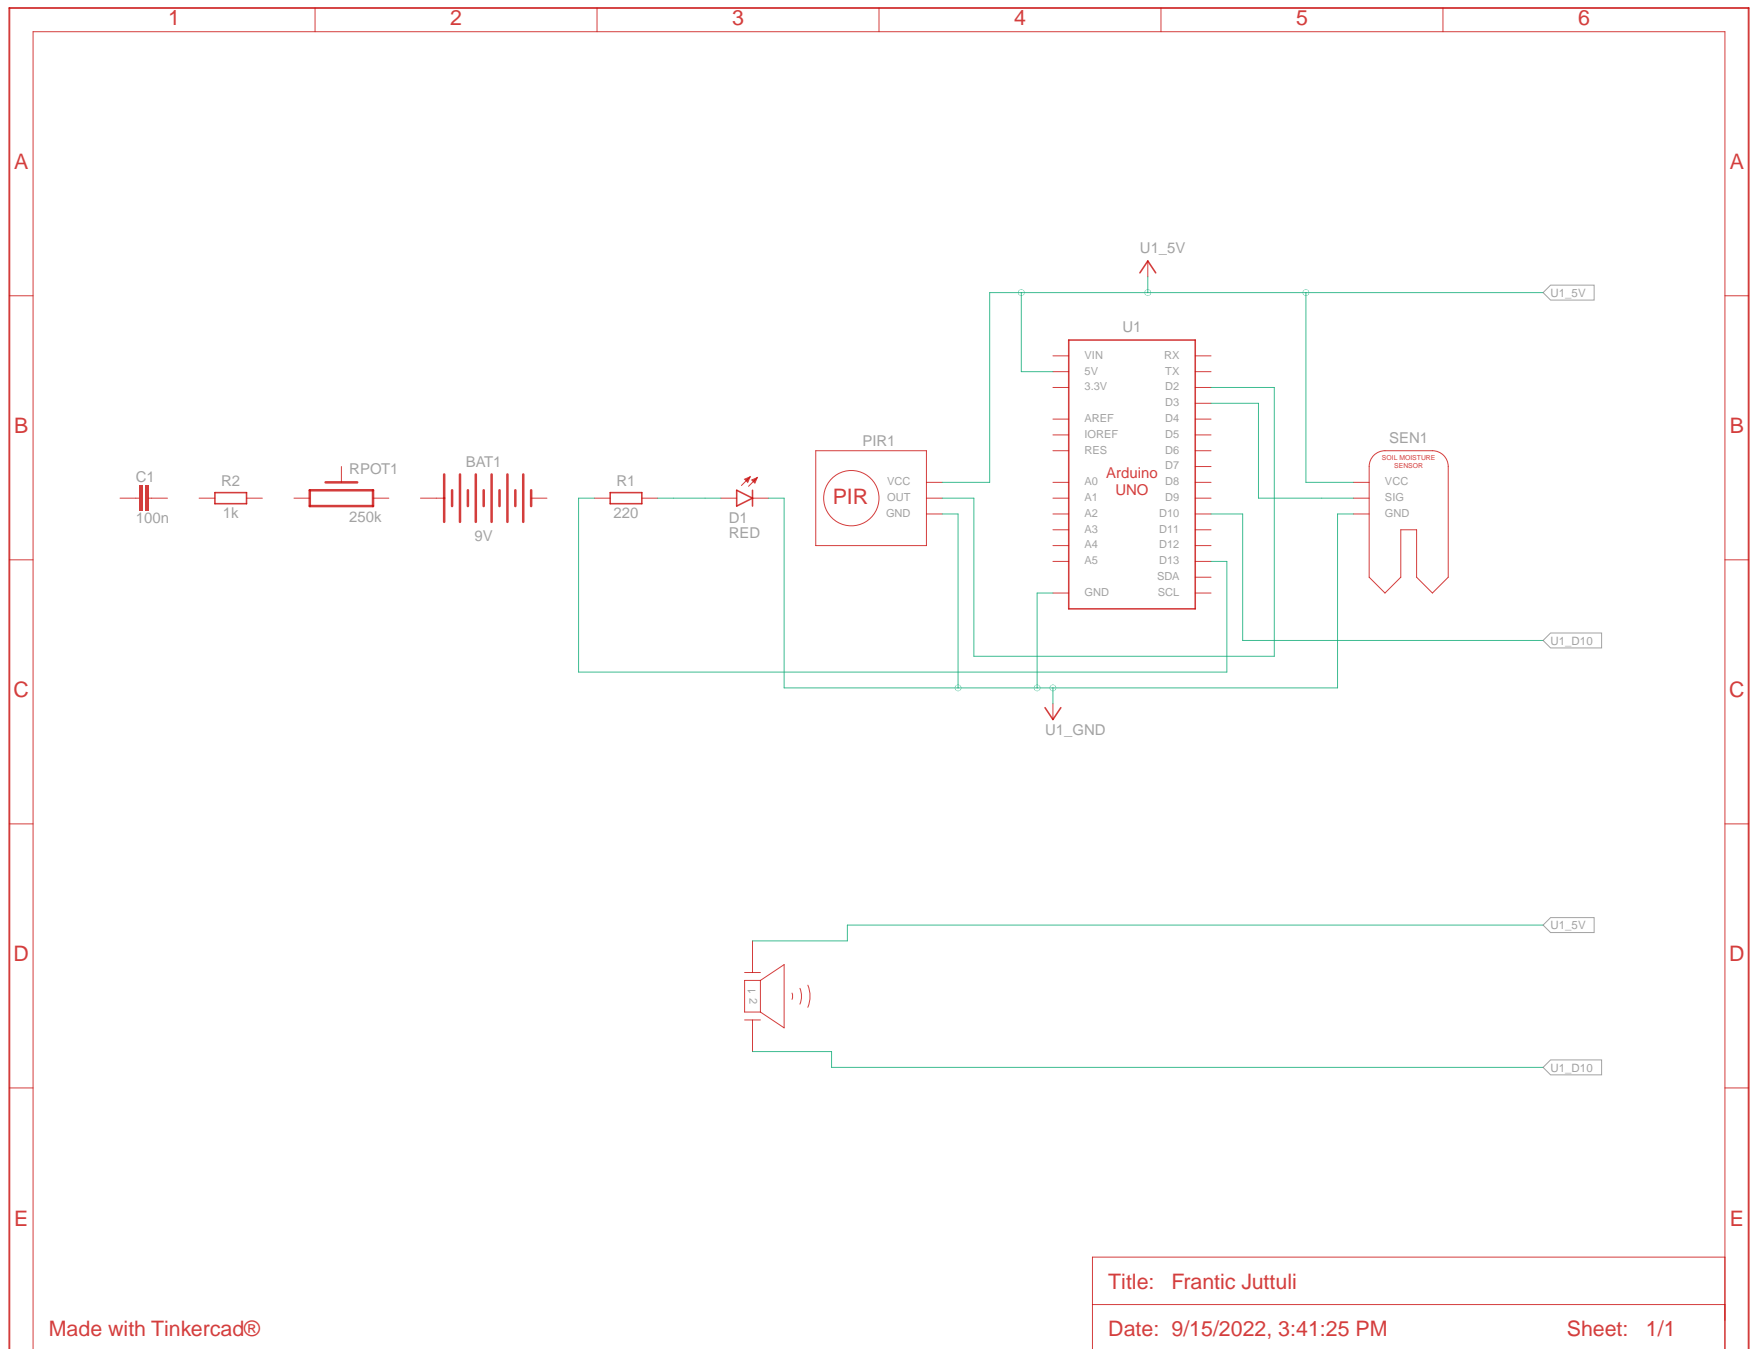 1 2 3 4 5 6
A A
U1_5V
U1_5V
U1
VIN RX
5V TX
3.3V D2
D3
AREF D4
IOREF D5
RES D6
D7
A0 D8
A1 D9
A2 D10
A3 D11
A4 D12
A5 D13
SDA
GND SCL
Arduino
UNO
B B
C1
100n
R2
1k
RPOT1
250k
BAT1
9V
R1
220
D1
RED
PIR1
PIR
VCC
OUT
GND
SEN1
SOIL MOISTURE
SENSOR
VCC
SIG
GND
U1_D10
C C
U1_GND
D D
U1_5V
1 2
U1_D10
E E
Title: Frantic Juttuli
Made with Tinkercad®
Date: 9/15/2022, 3:41:25 PM Sheet: 1/1